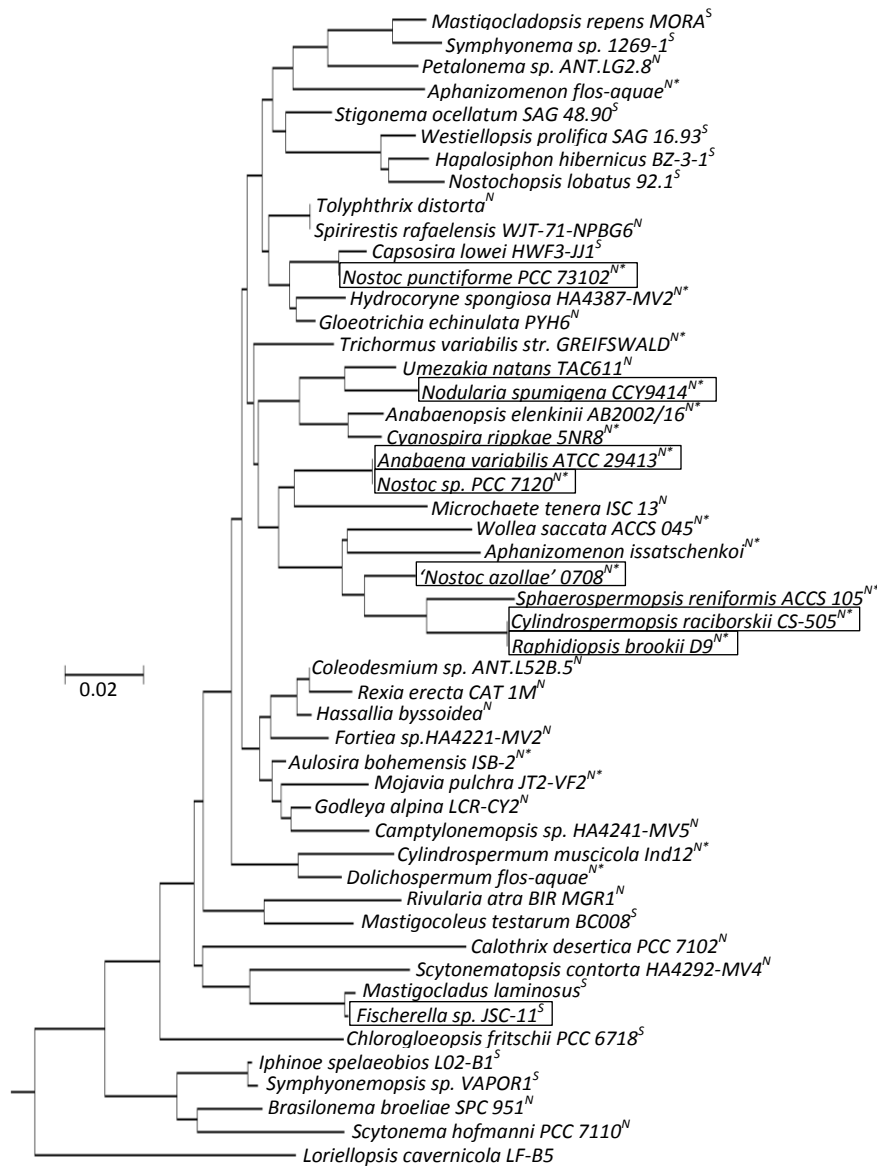 Mastigocladopsis repens MORA^S
Symphyonema sp. 1269-1^S
Petalonema sp. ANT.LG2.8^N
Aphanizomenon flos-aquae^N*
Stigonema ocellatum SAG 48.90^S
Westiellopsis prolifica SAG 16.93^S
Hapalosiphon hibernicus BZ-3-1^S
Nostochopsis lobatus 92.1^S
Tolyphthrix distorta^N
Spirirestis rafaelensis WJT-71-NPBG6^N
Capsosira lowei HWF3-JJ1^S
Nostoc punctiforme PCC 73102^N*
Hydrocoryne spongiosa HA4387-MV2^N*
Gloeotrichia echinulata PYH6^N
Trichormus variabilis str. GREIFSWALD^N*
Umezakia natans TAC611^N
Nodularia spumigena CCY9414^N*
Anabaenopsis elenkinii AB2002/16^N*
Cyanospira rippkae 5NR8^N*
Anabaena variabilis ATCC 29413^N*
Nostoc sp. PCC 7120^N*
Microchaete tenera ISC 13^N
Wollea saccata ACCS 045^N*
Aphanizomenon issatschenkoi^N*
‘Nostoc azollae’ 0708^N*
Sphaerospermopsis reniformis ACCS 105^N*
Cylindrospermopsis raciborskii CS-505^N*
Raphidiopsis brookii D9^N*
0.02
Coleodesmium sp. ANT.L52B.5^N
Rexia erecta CAT 1M^N
Hassallia byssoidea^N
Fortiea sp.HA4221-MV2^N
Aulosira bohemensis ISB-2^N*
Mojavia pulchra JT2-VF2^N*
Godleya alpina LCR-CY2^N
Camptylonemopsis sp. HA4241-MV5^N
Cylindrospermum muscicola Ind12^N*
Dolichospermum flos-aquae^N*
Rivularia atra BIR MGR1^N
Mastigocoleus testarum BC008^S
Calothrix desertica PCC 7102^N
Scytonematopsis contorta HA4292-MV4^N
Mastigocladus laminosus^S
Fischerella sp. JSC-11^S
Chlorogloeopsis fritschii PCC 6718^S
Iphinoe spelaeobios L02-B1^S
Symphyonemopsis sp. VAPOR1^S
Brasilonema broeliae SPC 951^N
Scytonema hofmanni PCC 7110^N
Loriellopsis cavernicola LF-B5